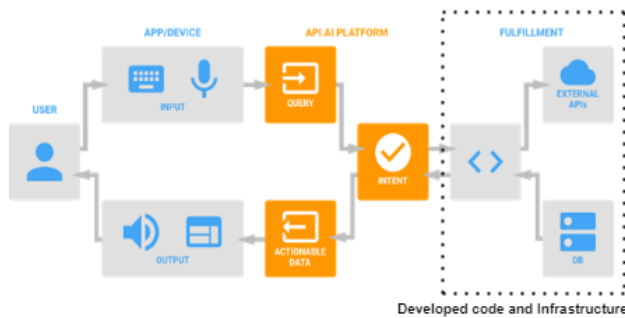 APP/DEVICE
API.AI PLATFORM
FULFILLMENT
USER
INPUT
QUERY
EXTERNAL
APIs
INTENT
OUTPUT
ACTIONABLE
DATA
DB
Developed code and Infrastructure